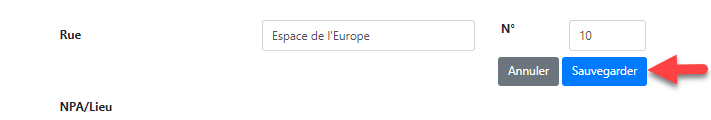 Rue Espace de l'Europe N° 10
Annuler Sauvegarder
NPA/Lieu